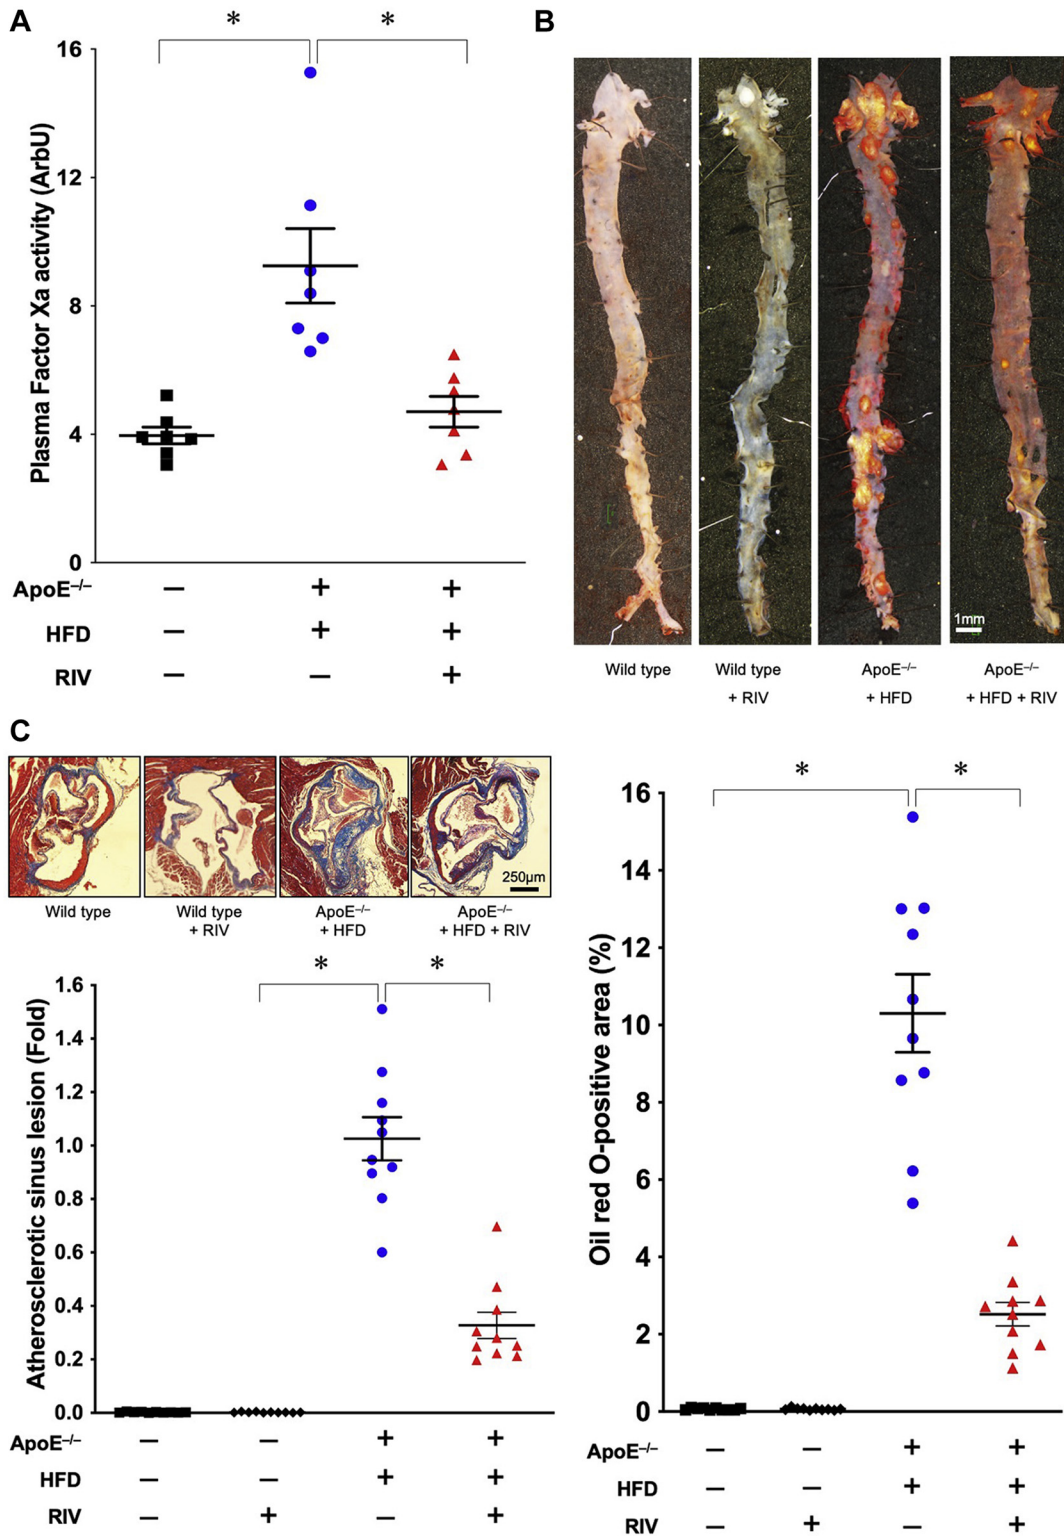 A
* *
Plasma Factor Xa activity (ArbU)
16
12
8
4
0
ApoE–/– – + +
HFD – + +
RIV – – +
B
1mm
Wild type
Wild type
+ RIV
ApoE–/–
+ HFD
ApoE–/–
+ HFD + RIV
C
250µm
Wild type
Wild type
+ RIV
ApoE–/–
+ HFD
ApoE–/–
+ HFD + RIV
* *
Atherosclerotic sinus lesion (Fold)
1.6
1.4
1.2
1.0
0.8
0.6
0.4
0.2
0.0
ApoE–/– – – + +
HFD – – + +
RIV – + – +
* *
Oil red O-positive area (%)
16
14
12
10
8
6
4
2
0
ApoE–/– – – + +
HFD – – + +
RIV – + – +